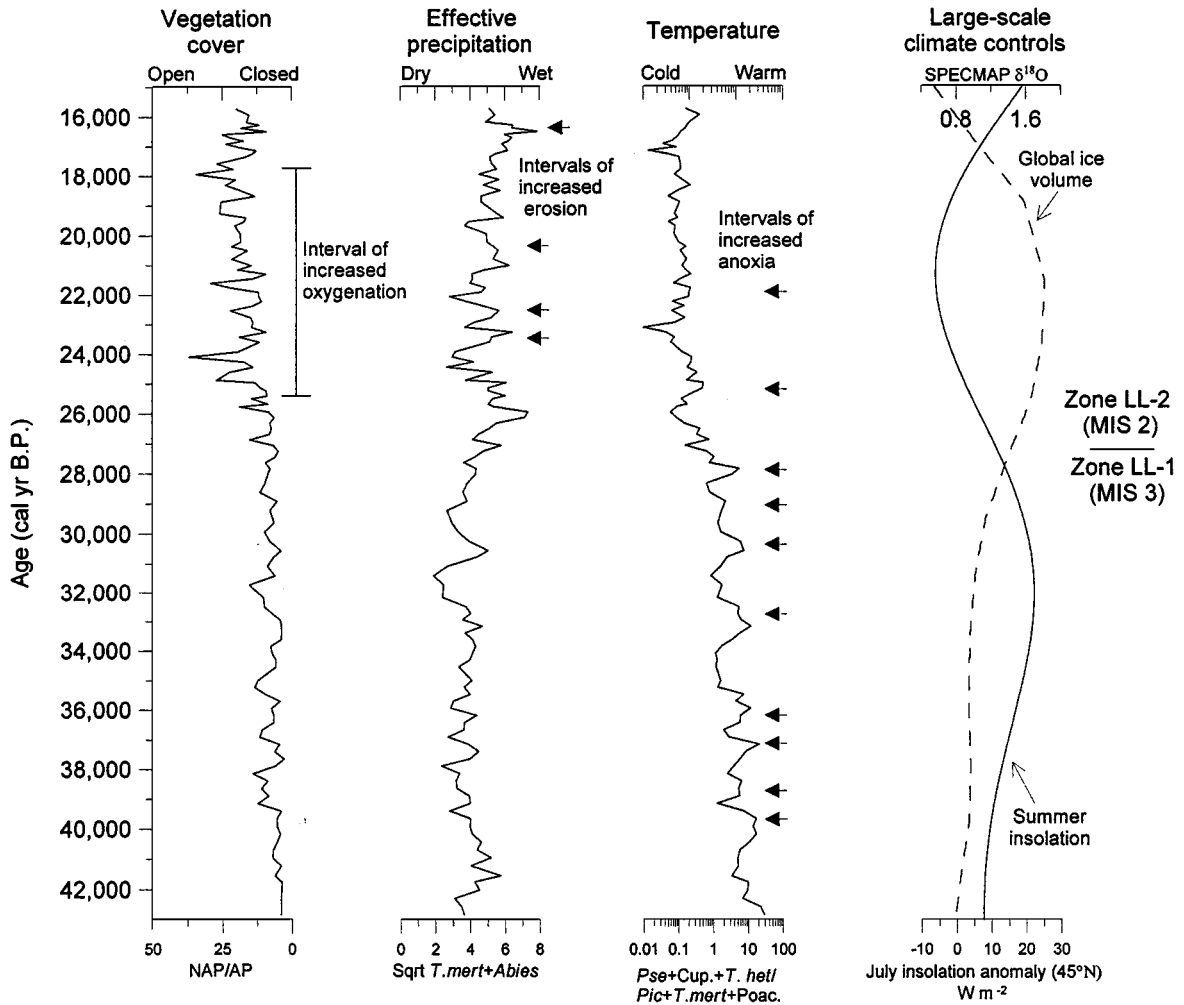 Vegetation
cover
Open Closed
Effective
precipitation
Dry Wet
Temperature
Cold Warm
Large-scale
climate controls
SPECMAP δ18O
0.8 1.6
Age (cal yr B.P.)
16,000
18,000
20,000
22,000
24,000
26,000
28,000
30,000
32,000
34,000
36,000
38,000
40,000
42,000
Interval of
increased
oxygenation
Intervals of
increased
erosion
Intervals of
increased
anoxia
Global ice
volume
Zone LL-2
(MIS 2)
Zone LL-1
(MIS 3)
Summer
insolation
50 25 0
NAP/AP
0 2 4 6 8
Sqrt T.mert+Abies
0.01 0.1 1 10 100
Pse+Cup.+T. het/
Pic+T.mert+Poac.
-10 0 10 20 30
July insolation anomaly (45°N)
W m-2